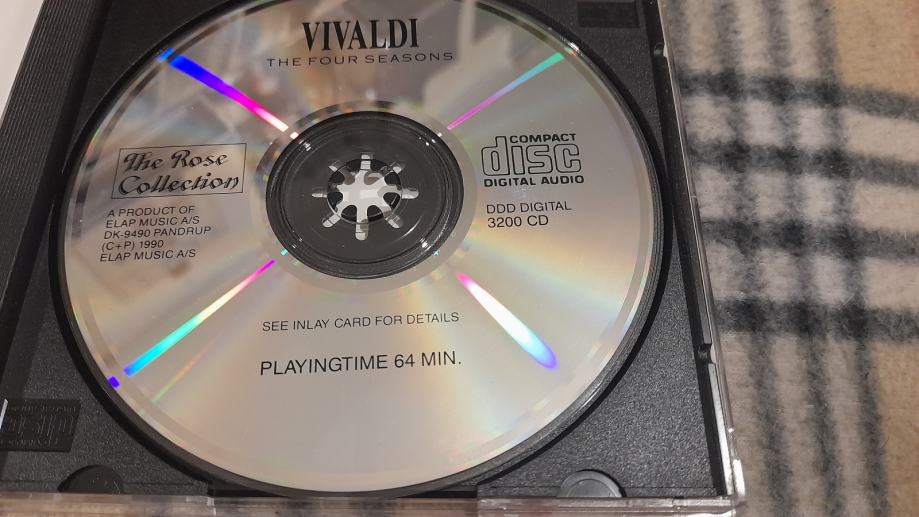 VIVALDI
THE FOUR SEASONS
The Rose
Collection
A PRODUCT OF
ELAP MUSIC A/S
DK-9490 PANDRUP
(C+P) 1990
ELAP MUSIC A/S
COMPACT
disc
DIGITAL AUDIO
DDD DIGITAL
3200 CD
SEE INLAY CARD FOR DETAILS
PLAYINGTIME 64 MIN.